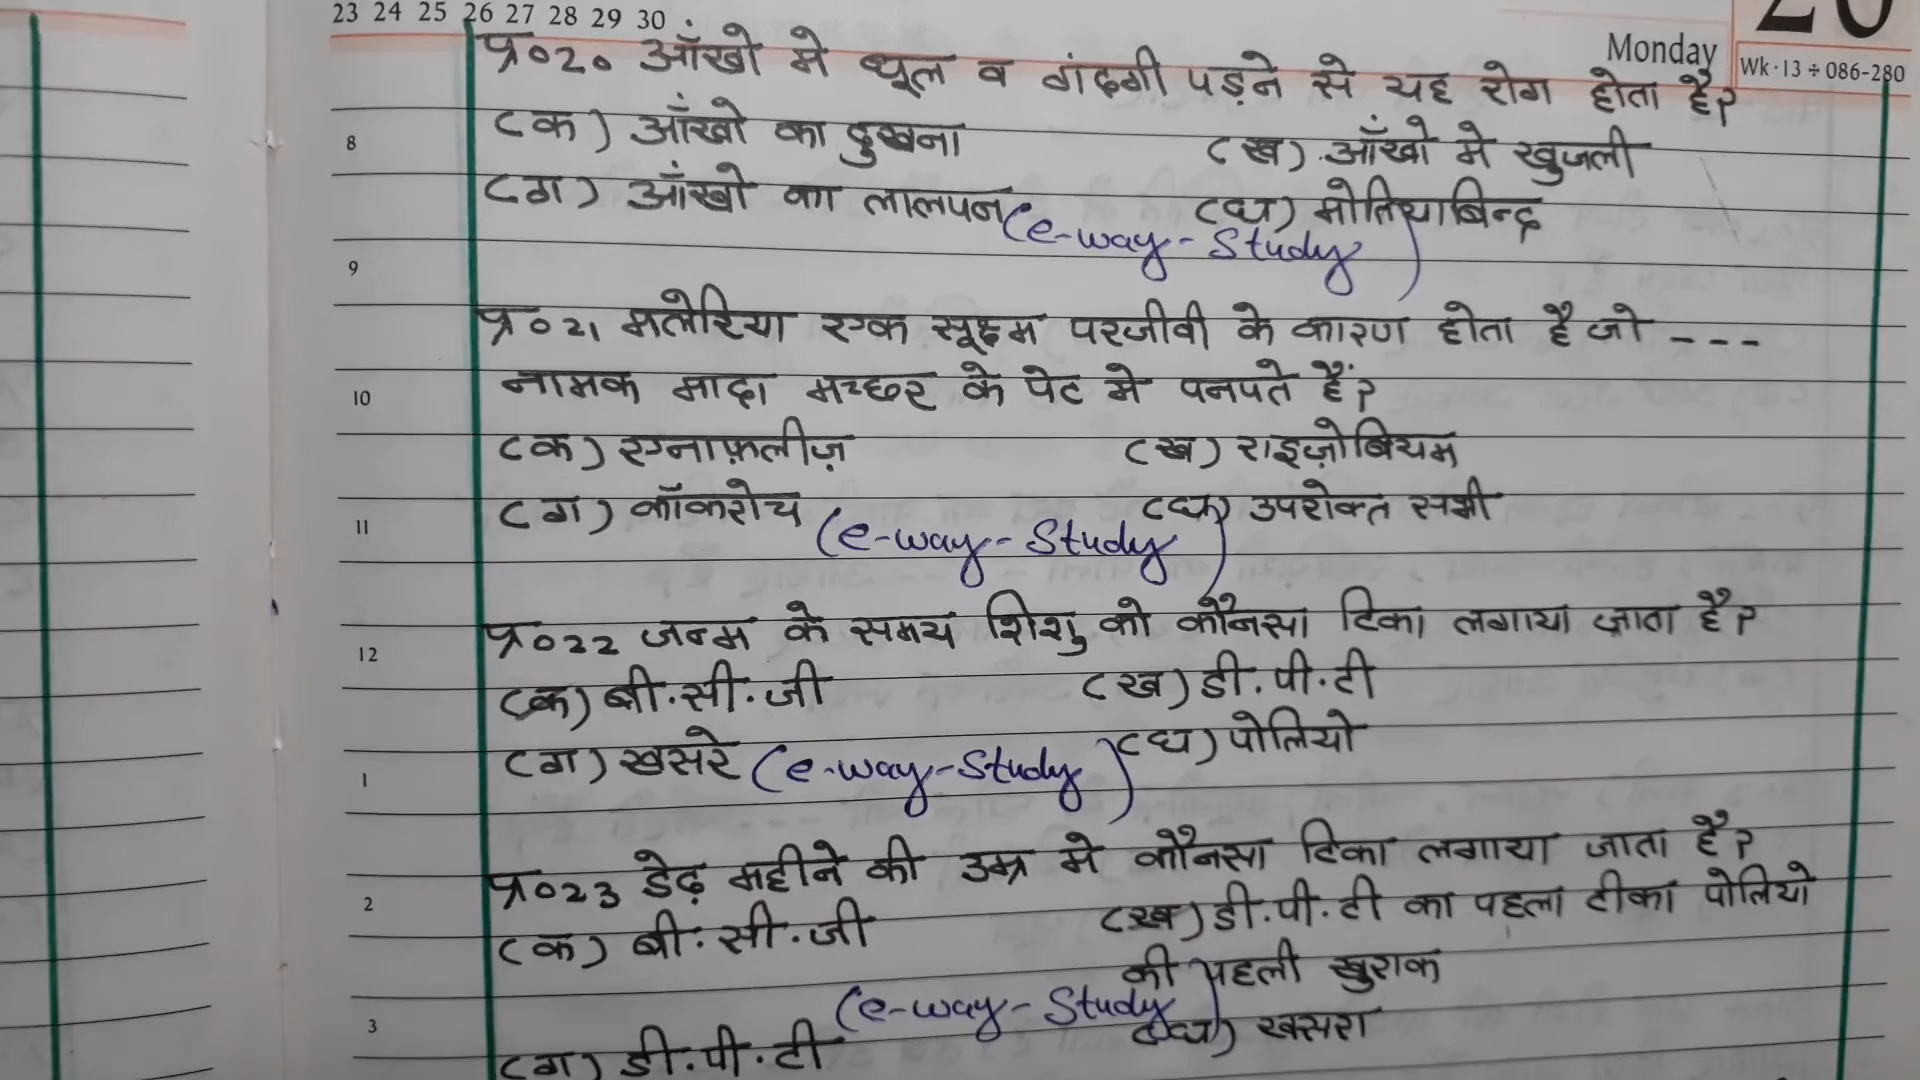 23 24 25 26 27 28 29 30
Monday
Wk·13 ÷ 086-280
प्र०20 आँखो मे धूल व गंदगी पड़ने से यह रोग होता है?
8
(क) आँखो का दुखना (ख) आँखो मे खुजली
(ग) आँखो का लालपन (घ) मोतियाबिन्द
(e-way-Study)
9
प्र०21 मलेरिया एक सूक्ष्म परजीवी के कारण होता है जो ---
10
नामक मादा मच्छर के पेट मे पनपते हैं?
(क) एनाफ़लीज़ (ख) राइज़ोबियम
11
(ग) कॉकरोच (घ) उपरोक्त सभी
(e-way-Study)
प्र०22 जन्म के समय शिशु को कौनसा टिका लगाया जाता है?
12
(क) बी.सी.जी (ख) डी.पी.टी
(ग) खसरे (घ) पोलियो
(e-way-Study)
1
प्र०23 डेढ़ महीने की उम्र मे कौनसा टिका लगाया जाता है?
2
(क) बी.सी.जी (ख) डी.पी.टी का पहला टीका पोलियो
की पहली खुराक
(e-way-Study)
3
(ग) डी.पी.टी (घ) खसरा